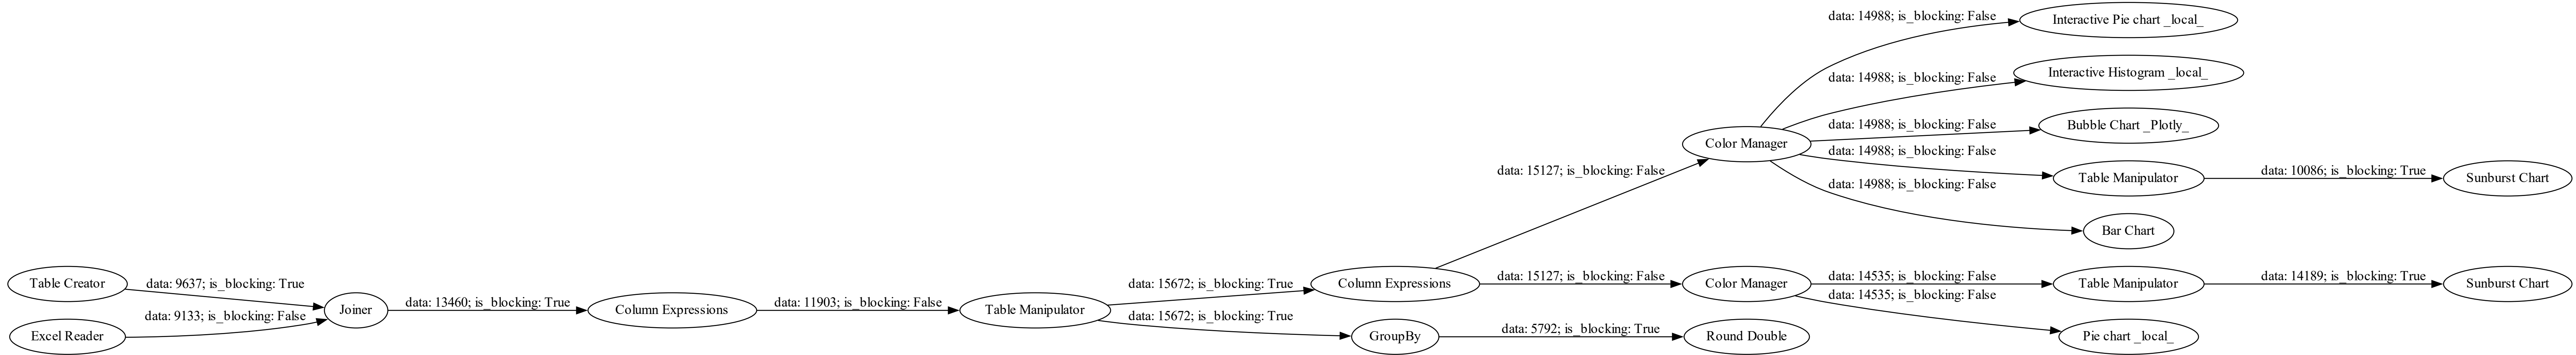 data: 14988; is_blocking: False
Interactive Pie chart _local_
data: 14988; is_blocking: False
Interactive Histogram _local_
data: 14988; is_blocking: False
Bubble Chart _Plotly_
Color Manager
data: 14988; is_blocking: False
data: 15127; is_blocking: False
Table Manipulator
data: 10086; is_blocking: True
Sunburst Chart
data: 14988; is_blocking: False
Bar Chart
Table Creator
data: 9637; is_blocking: True
Excel Reader
data: 9133; is_blocking: False
Joiner
data: 13460; is_blocking: True
Column Expressions
data: 11903; is_blocking: False
Table Manipulator
data: 15672; is_blocking: True
Column Expressions
data: 15127; is_blocking: False
Color Manager
data: 14535; is_blocking: False
Table Manipulator
data: 14189; is_blocking: True
Sunburst Chart
data: 14535; is_blocking: False
Pie chart _local_
data: 15672; is_blocking: True
GroupBy
data: 5792; is_blocking: True
Round Double